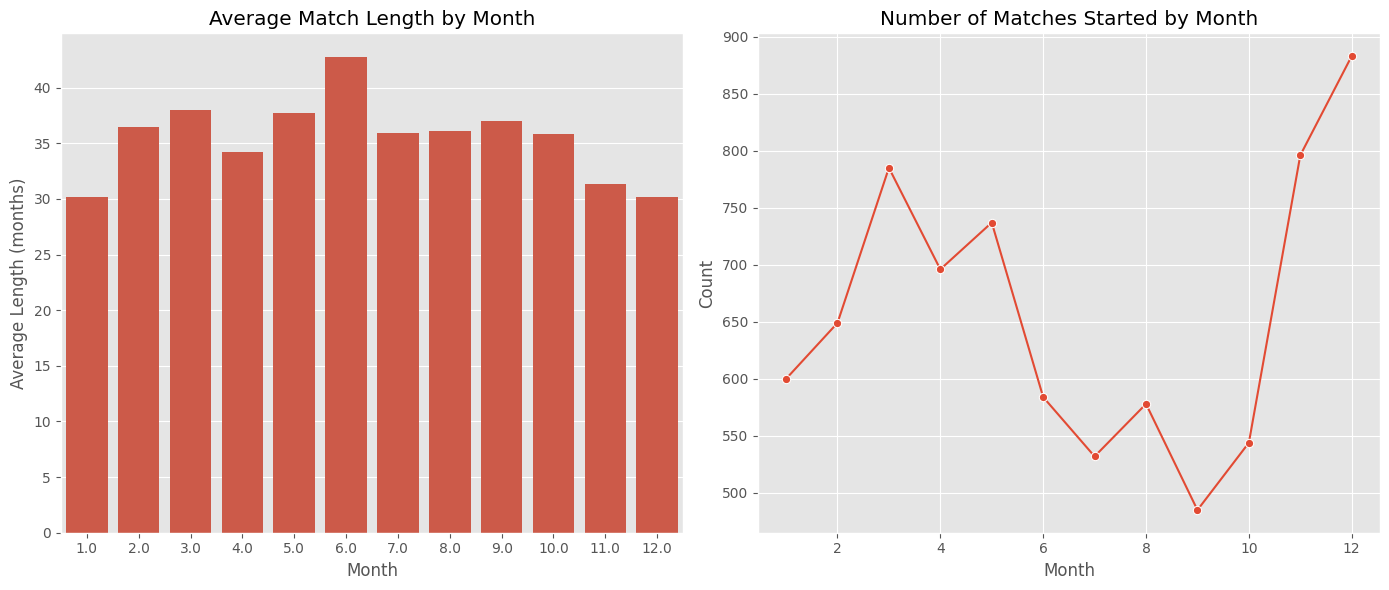 Average Match Length by Month
Average Length (months)
40
35
30
25
20
15
10
5
0
1.0 2.0 3.0 4.0 5.0 6.0 7.0 8.0 9.0 10.0 11.0 12.0
Month
Number of Matches Started by Month
Count
900
850
800
750
700
650
600
550
500
2 4 6 8 10 12
Month